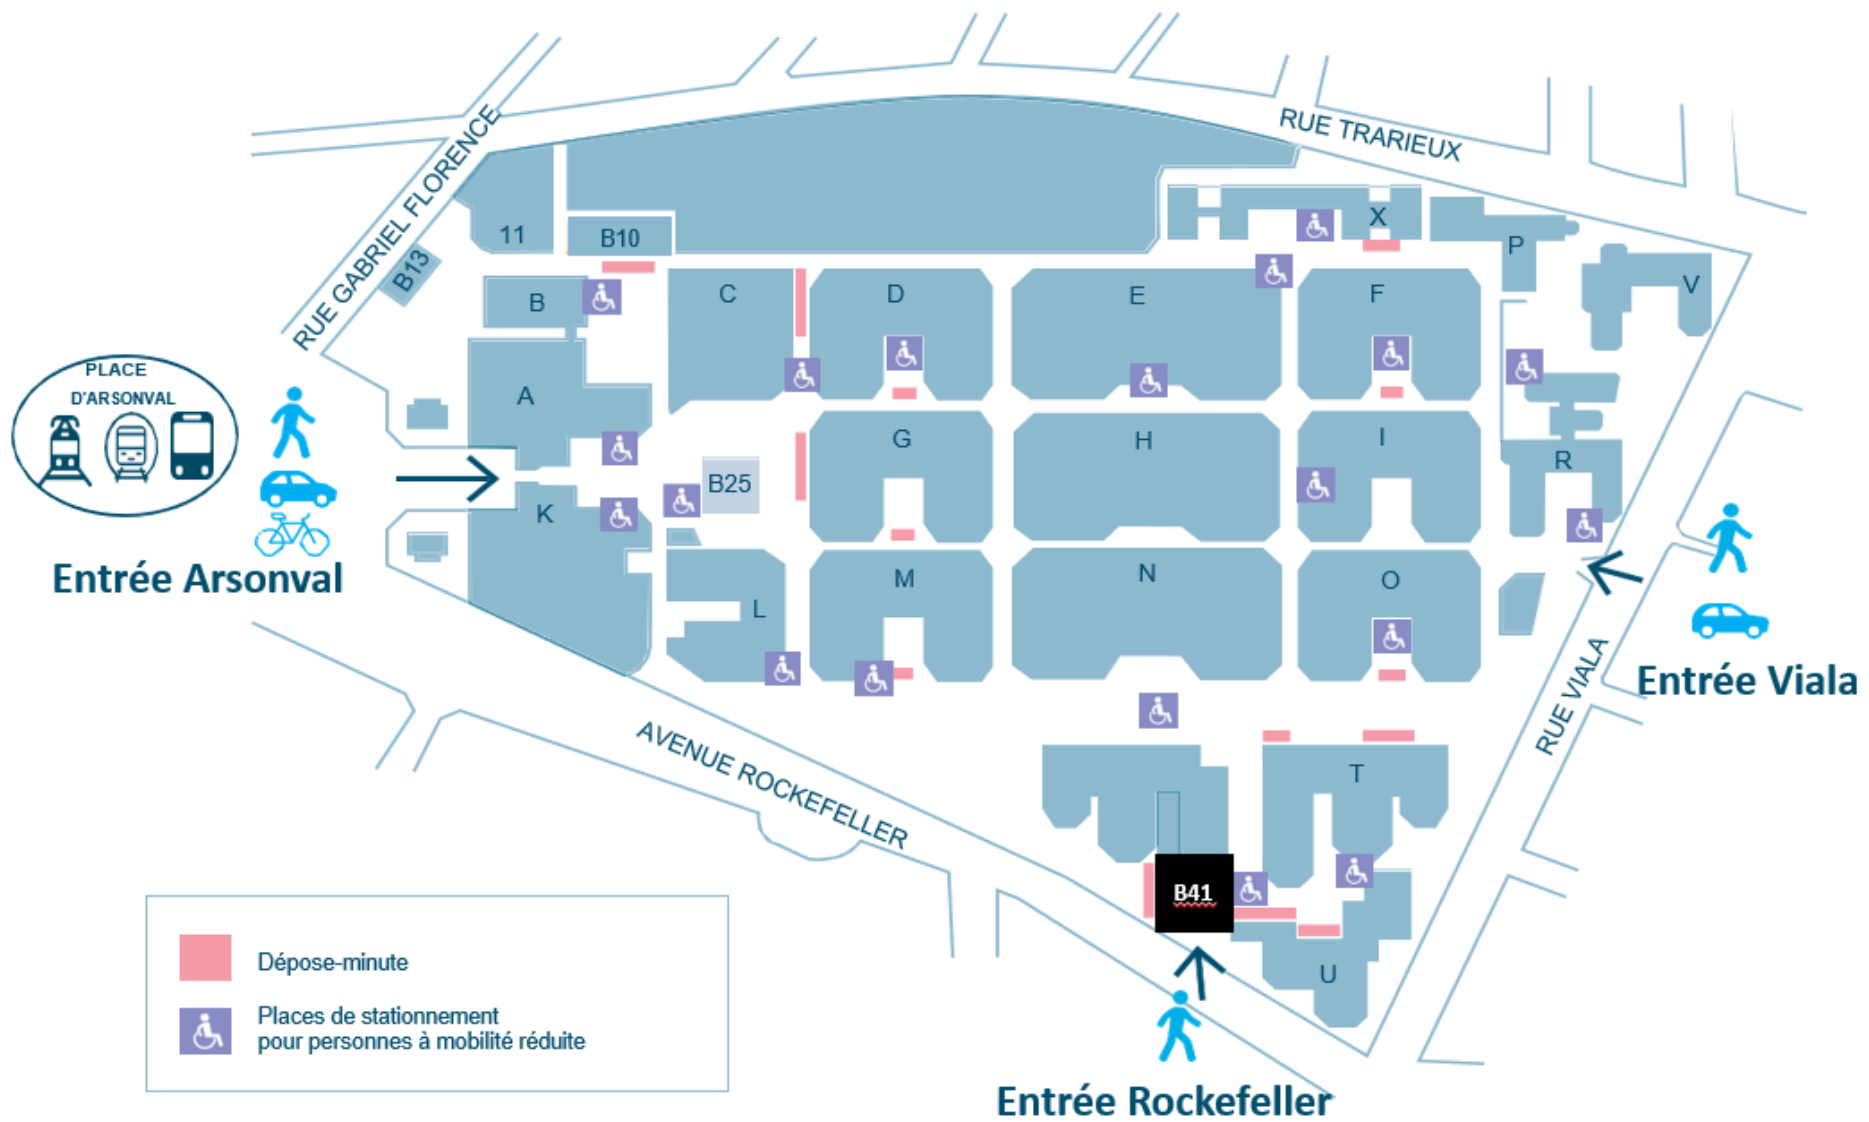 RUE TRARIEUX
RUE GABRIEL FLORENCE
11
B10
B13
X
P
V
B
C
D
E
F
PLACE
D'ARSONVAL
A
G
H
I
R
B25
K
Entrée Arsonval
M
N
O
L
Entrée Viala
RUE VIALA
AVENUE ROCKEFELLER
T
B41
U
Dépose-minute
Places de stationnement
pour personnes à mobilité réduite
Entrée Rockefeller